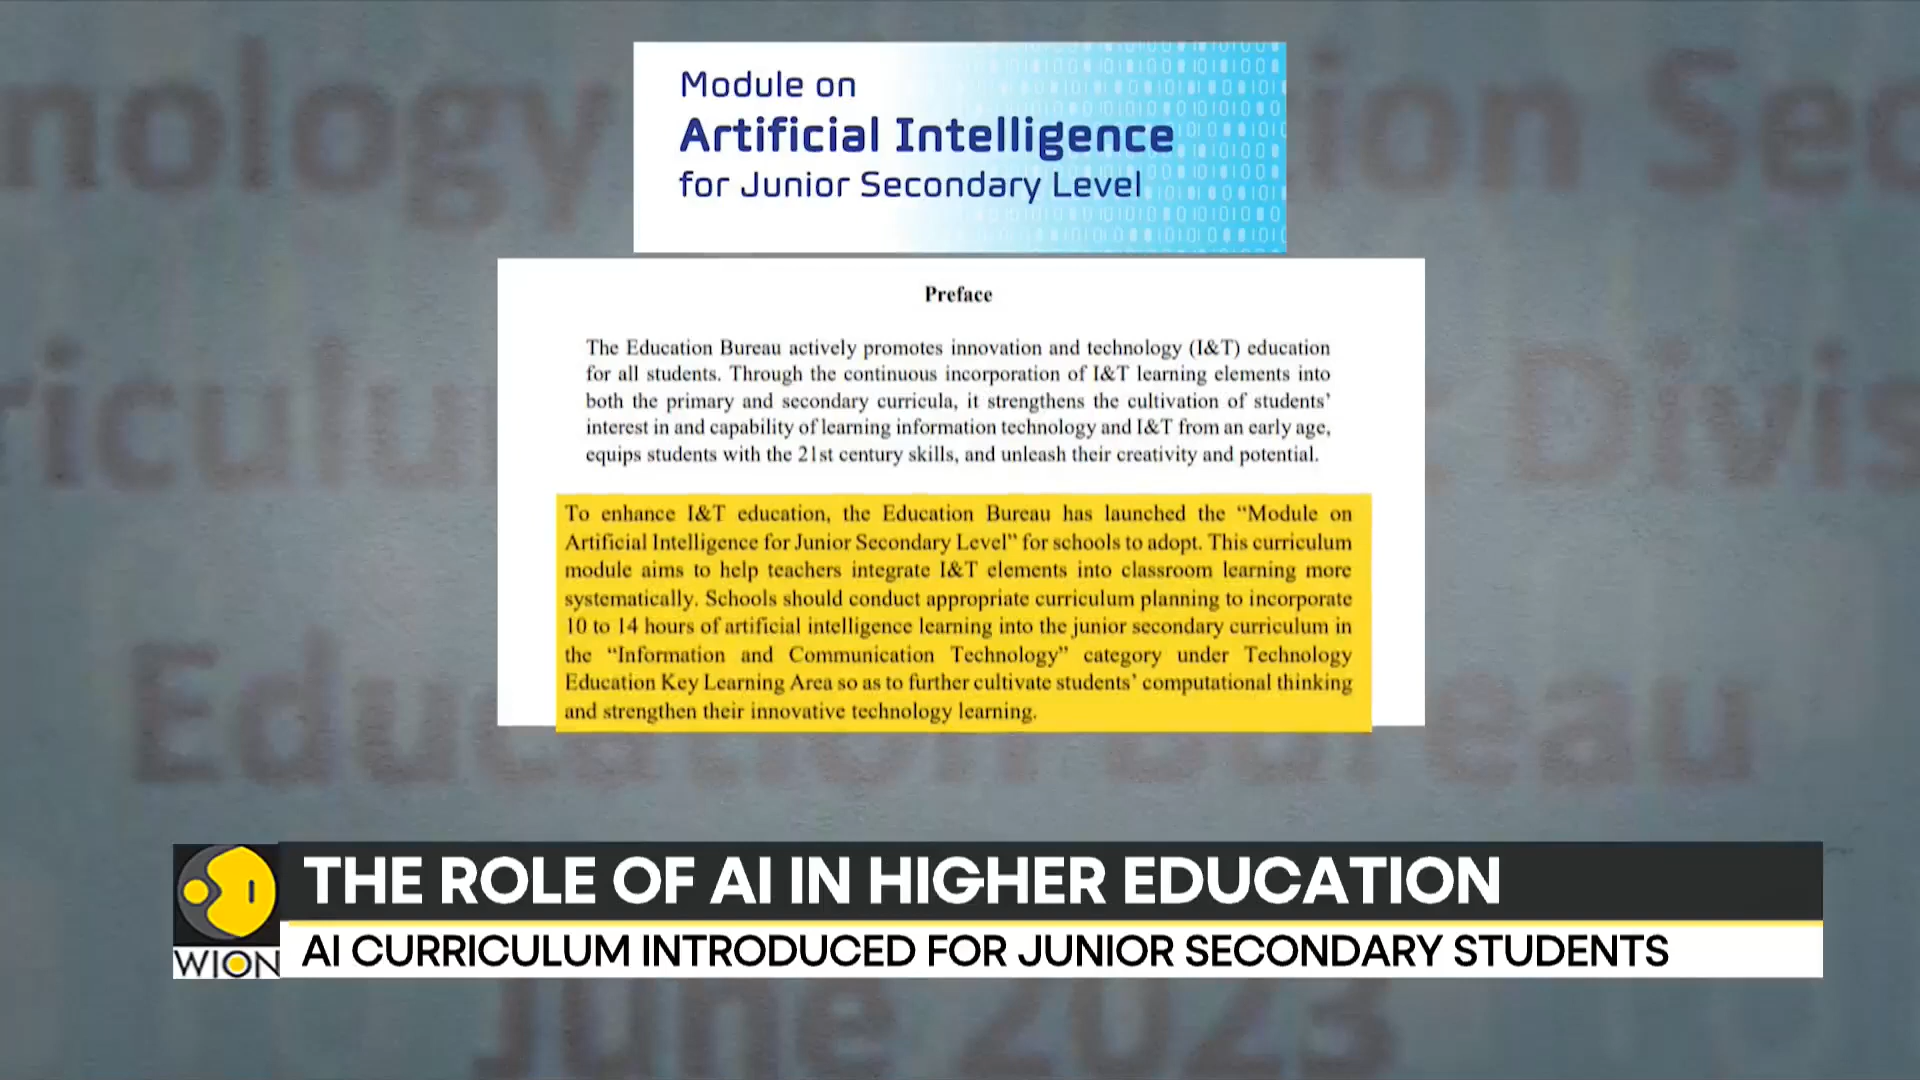 Module on
Artificial Intelligence
for Junior Secondary Level
Preface
The Education Bureau actively promotes innovation and technology (I&T) education
for all students. Through the continuous incorporation of I&T learning elements into
both the primary and secondary curricula, it strengthens the cultivation of students’
interest in and capability of learning information technology and I&T from an early age,
equips students with the 21st century skills, and unleash their creativity and potential.
To enhance I&T education, the Education Bureau has launched the “Module on
Artificial Intelligence for Junior Secondary Level” for schools to adopt. This curriculum
module aims to help teachers integrate I&T elements into classroom learning more
systematically. Schools should conduct appropriate curriculum planning to incorporate
10 to 14 hours of artificial intelligence learning into the junior secondary curriculum in
the “Information and Communication Technology” category under Technology
Education Key Learning Area so as to further cultivate students’ computational thinking
and strengthen their innovative technology learning.
Education Bureau
THE ROLE OF AI IN HIGHER EDUCATION
AI CURRICULUM INTRODUCED FOR JUNIOR SECONDARY STUDENTS
WION
June 2023